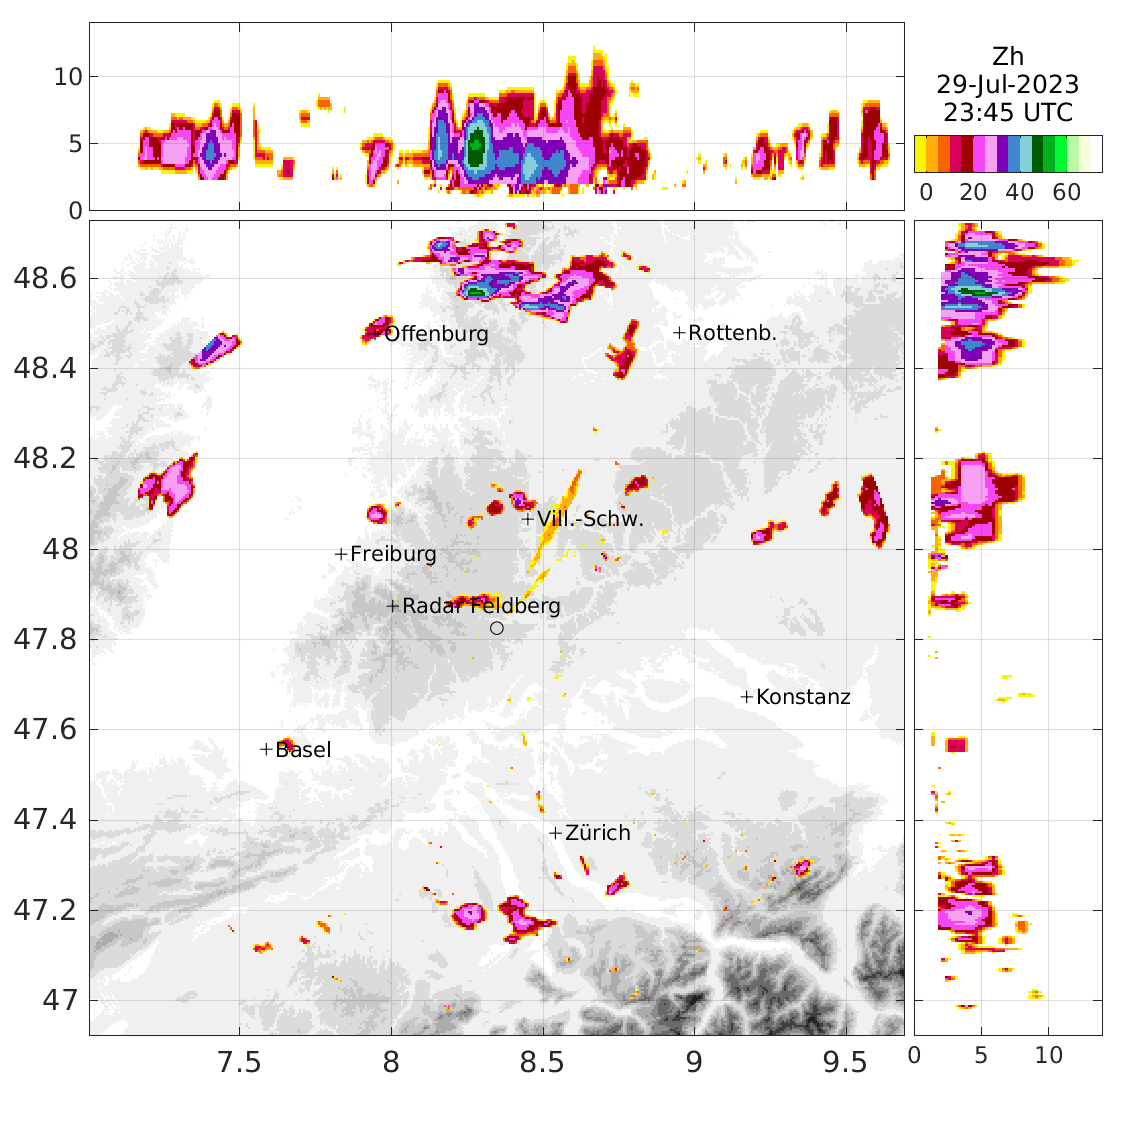 10
5
0
Zh
29-Jul-2023
23:45 UTC
0 20 40 60
48.6
48.4
48.2
48
47.8
47.6
47.4
47.2
47
Offenburg
Rottenb.
Vill.-Schw.
Freiburg
Radar Feldberg
Konstanz
Basel
Zürich
7.5 8 8.5 9 9.5
0 5 10